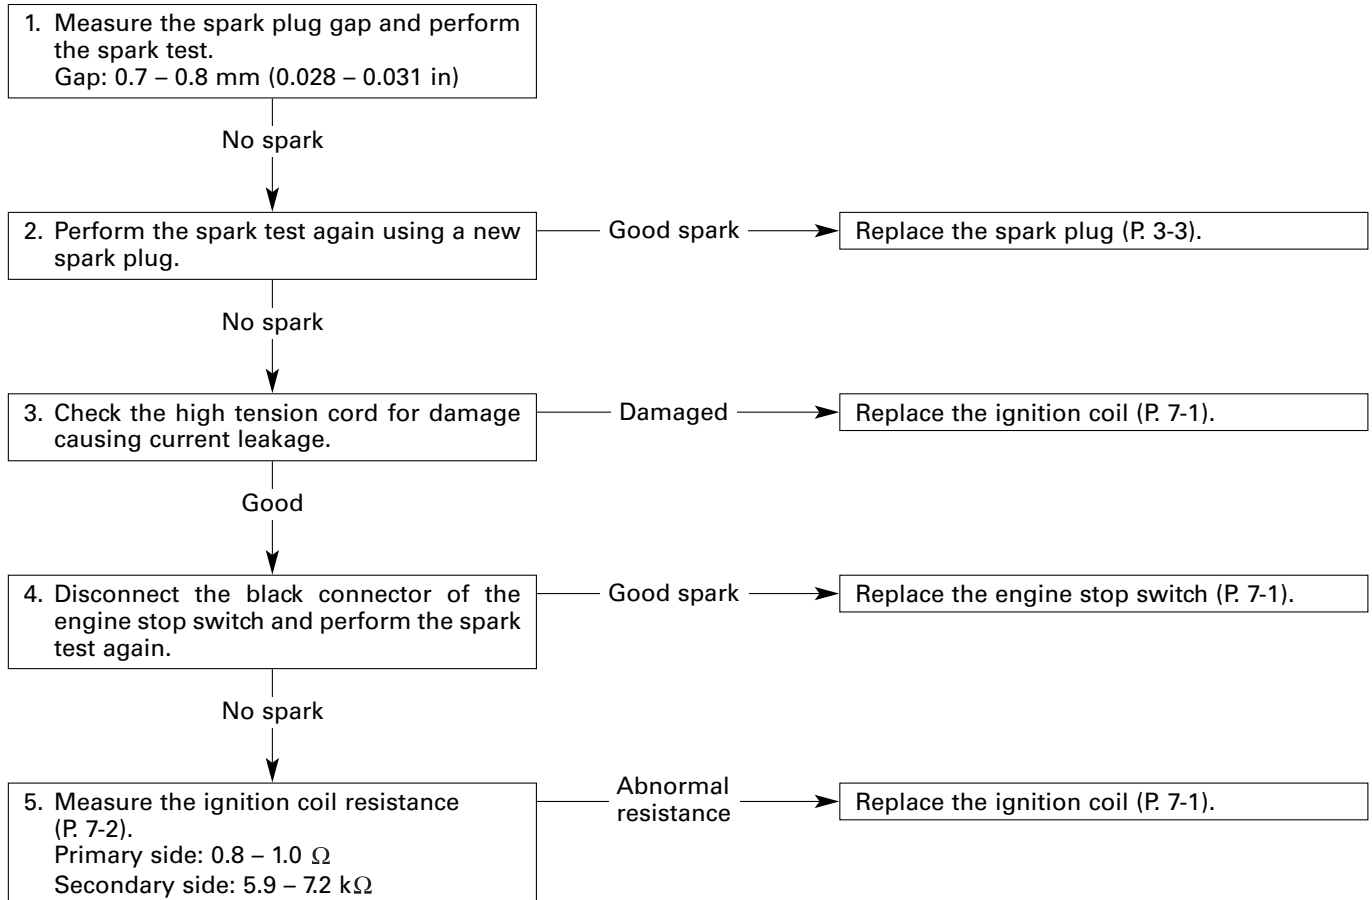 1. Measure the spark plug gap and perform
the spark test.
Gap: 0.7 – 0.8 mm (0.028 – 0.031 in)
No spark
2. Perform the spark test again using a new
spark plug.
Good spark
Replace the spark plug (P. 3-3).
No spark
3. Check the high tension cord for damage
causing current leakage.
Damaged
Replace the ignition coil (P. 7-1).
Good
4. Disconnect the black connector of the
engine stop switch and perform the spark
test again.
Good spark
Replace the engine stop switch (P. 7-1).
No spark
5. Measure the ignition coil resistance
(P. 7-2).
Primary side: 0.8 – 1.0 Ω
Secondary side: 5.9 – 7.2 kΩ
Abnormal
resistance
Replace the ignition coil (P. 7-1).